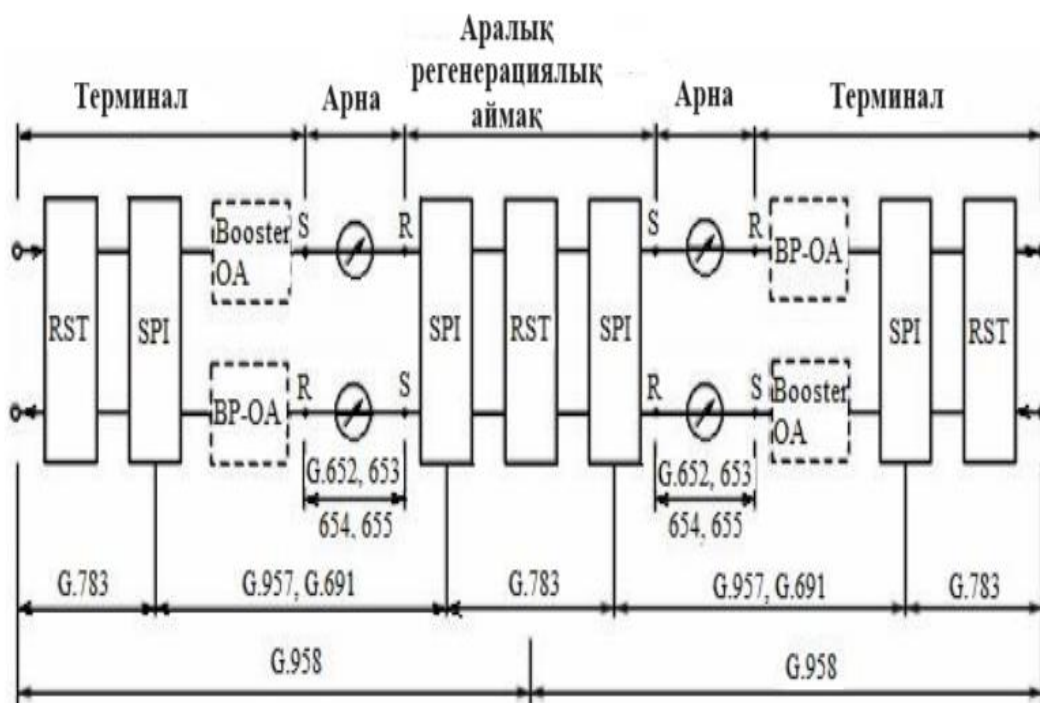 Аралық
регенерациялық
аймақ
Терминал
Арна
Арна
Терминал
Booster
OA
S
R
S
R
BP-OA
RST
SPI
SPI
RST
SPI
SPI
RST
BP-OA
R
S
R
S
Booster
OA
G.652, 653
654, 655
G.652, 653
654, 655
G.783
G.957, G.691
G.783
G.957, G.691
G.783
G.958
G.958